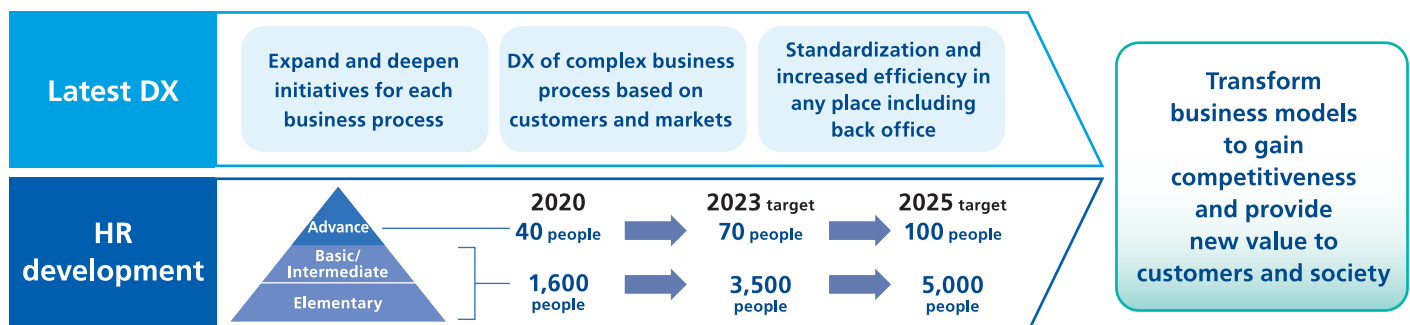 Latest DX
Expand and deepen
initiatives for each
business process
DX of complex business
process based on
customers and markets
Standardization and
increased efficiency in
any place including
back office
HR
development
Advance
Basic/
Intermediate
Elementary
2020
40 people
1,600
people
2023 target
70 people
3,500
people
2025 target
100 people
5,000
people
Transform
business models
to gain
competitiveness
and provide
new value to
customers and society